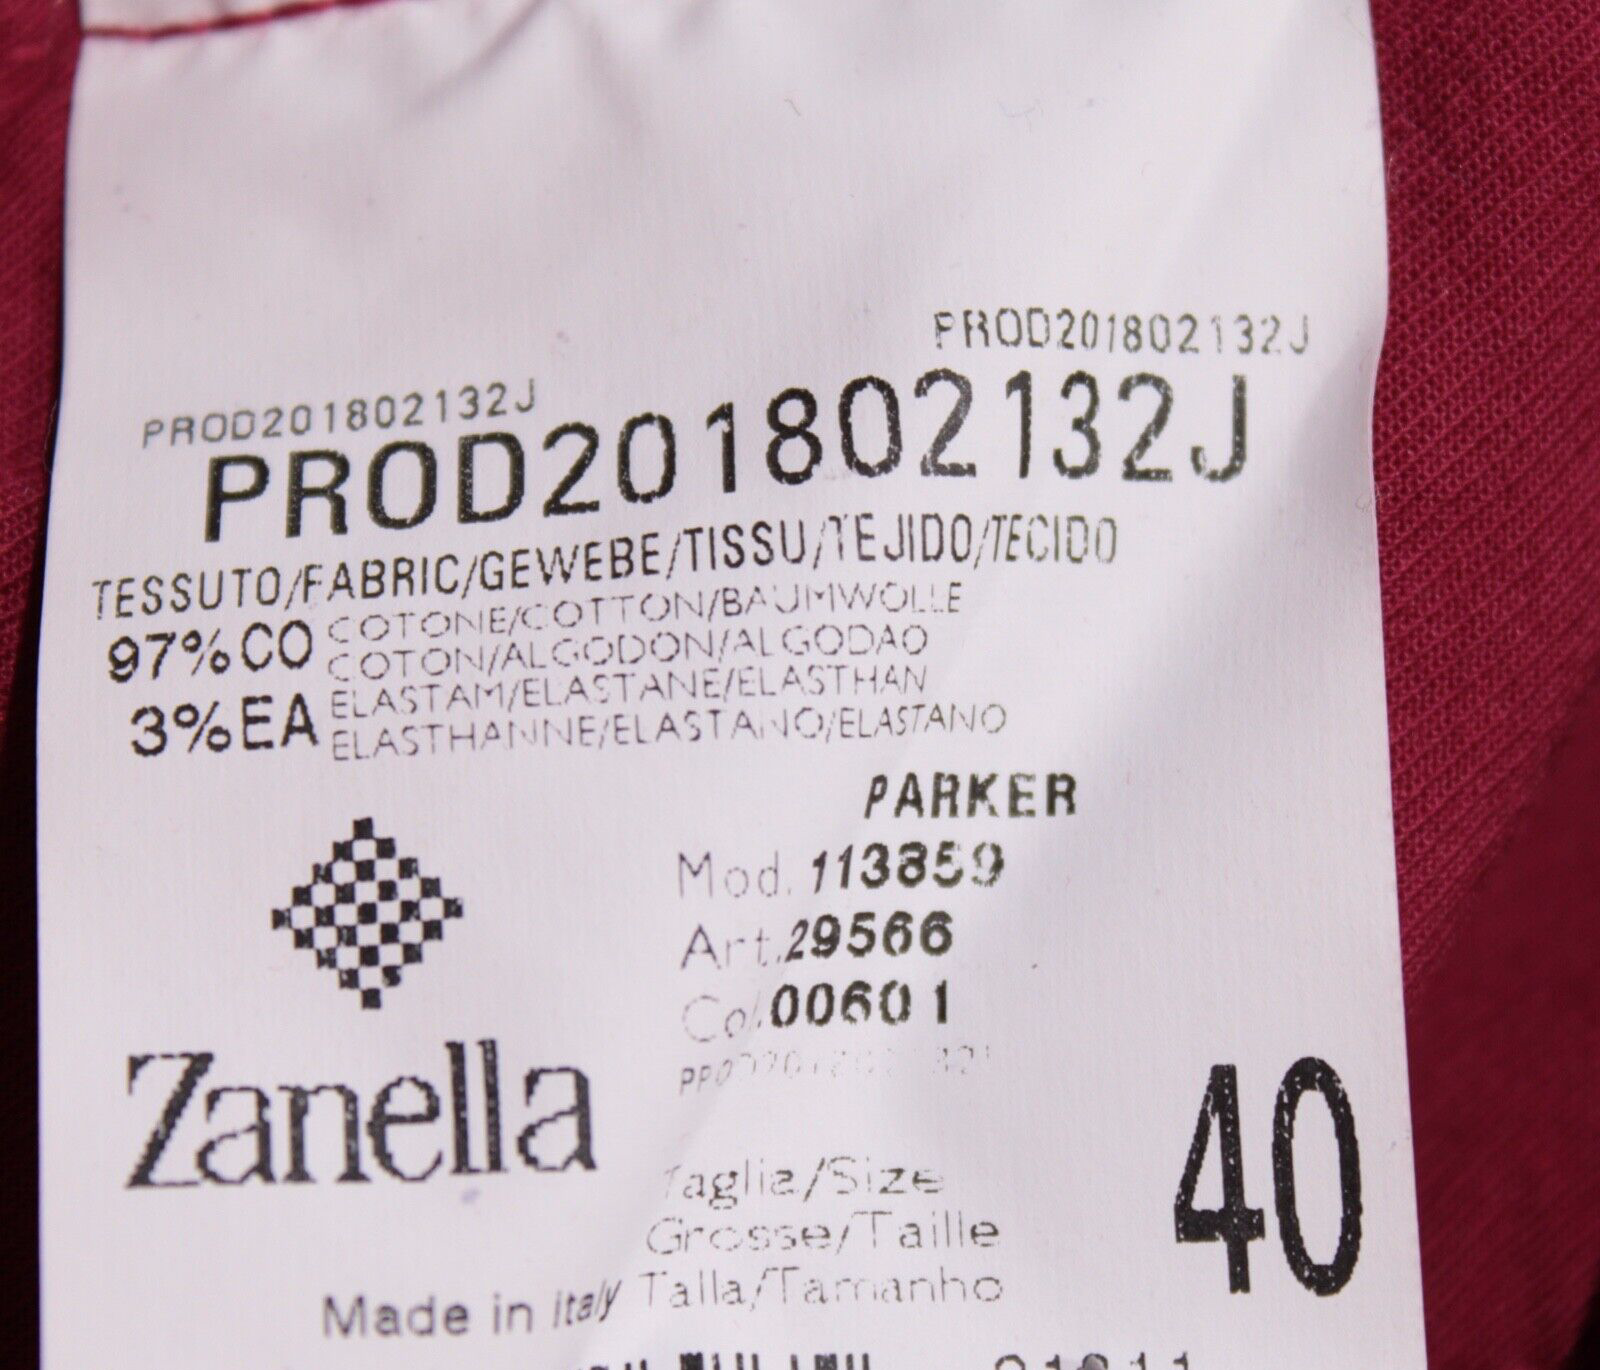 PROD201802132J
PROD201802132J
PROD201802132J
TESSUTO/FABRIC/GEWEBE/TISSU/TEJIDO/TECIDO
97%CO COTONE/COTTON/BAUMWOLLE
COTON/ALGODON/ALGODAO
3%EA ELASTAM/ELASTANE/ELASTHAN
ELASTHANNE/ELASTANO/ELASTANO
PARKER
Mod. 113859
Art. 29566
Col. 00601
Zanella
Taglia/Size
Grosse/Taille
Talla/Tamanho
40
Made in Italy